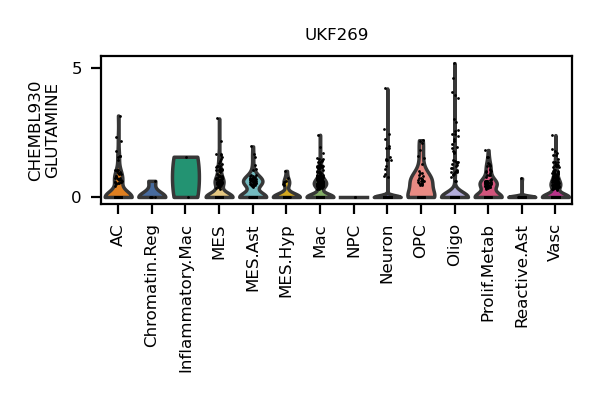 UKF269
CHEMBL930
GLUTAMINE
5
0
AC
Chromatin.Reg
Inflammatory.Mac
MES
MES.Ast
MES.Hyp
Mac
NPC
Neuron
OPC
Oligo
Prolif.Metab
Reactive.Ast
Vasc